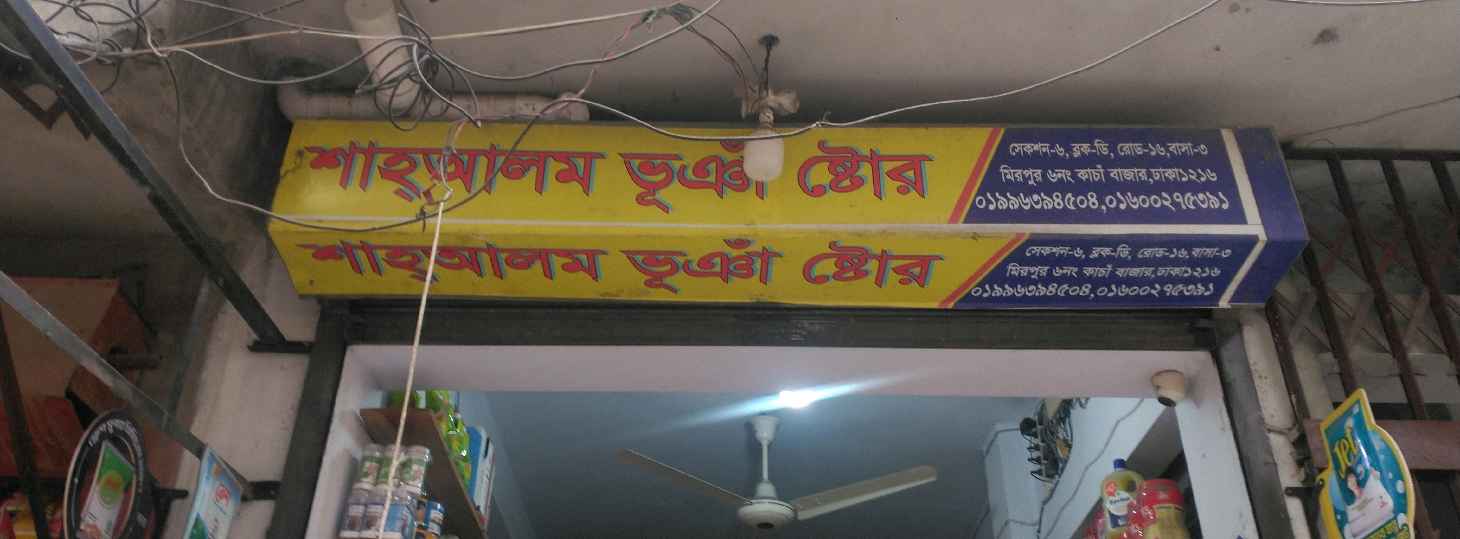 শাহ্আলম ভূঞাঁ ষ্টোর
সেকশন-৬, ব্লক-ডি, রোড-১৬,বাসা-৩
মিরপুর ৬নং কাচাঁ বাজার,ঢাকা১২১৬
০১৯৯৬৩৯৪৫০৪,০১৬০০২৭৫৩৯১
শাহ্আলম ভূঞাঁ ষ্টোর
সেকশন-৬, ব্লক-ডি, রোড-১৬,বাসা-৩
মিরপুর ৬নং কাচাঁ বাজার,ঢাকা১২১৬
০১৯৯৬৩৯৪৫০৪,০১৬০০২৭৫৩৯১
Jet